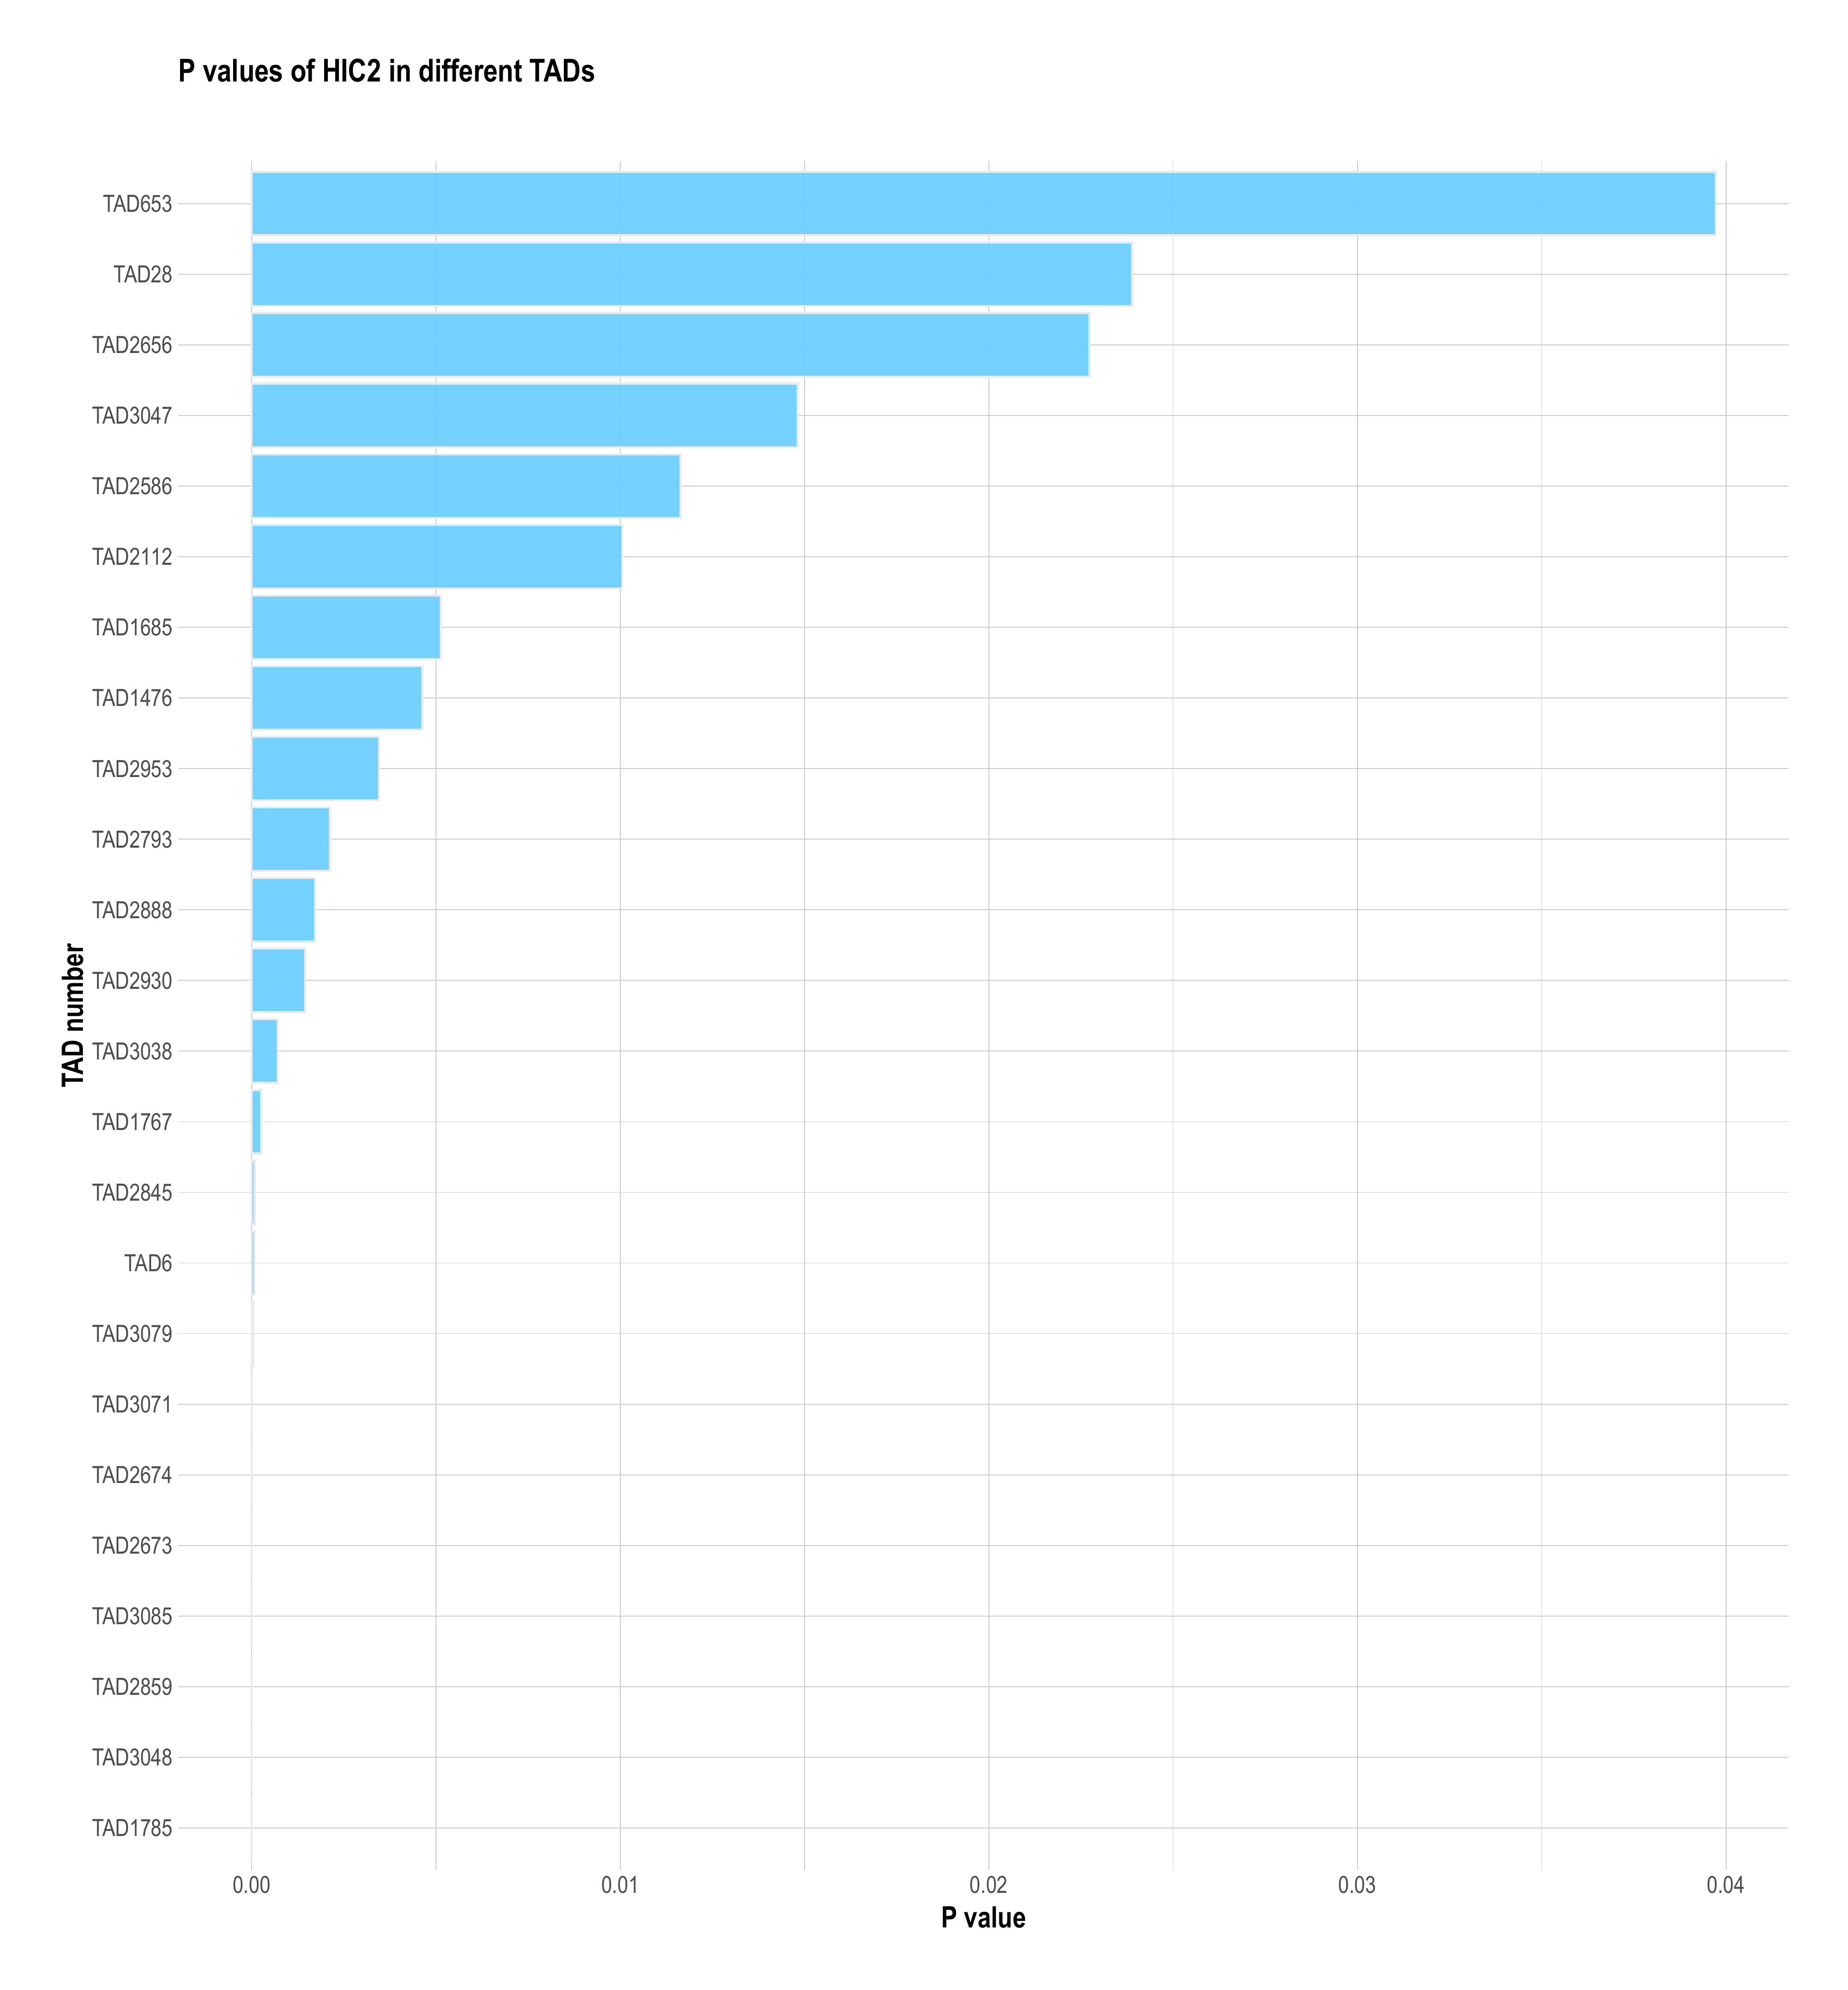 P values of HIC2 in different TADs
TAD653
TAD28
TAD2656
TAD3047
TAD2586
TAD2112
TAD1685
TAD1476
TAD2953
TAD2793
TAD2888
TAD2930
TAD3038
TAD1767
TAD2845
TAD6
TAD3079
TAD3071
TAD2674
TAD2673
TAD3085
TAD2859
TAD3048
TAD1785
TAD number
0.00 0.01 0.02 0.03 0.04
P value